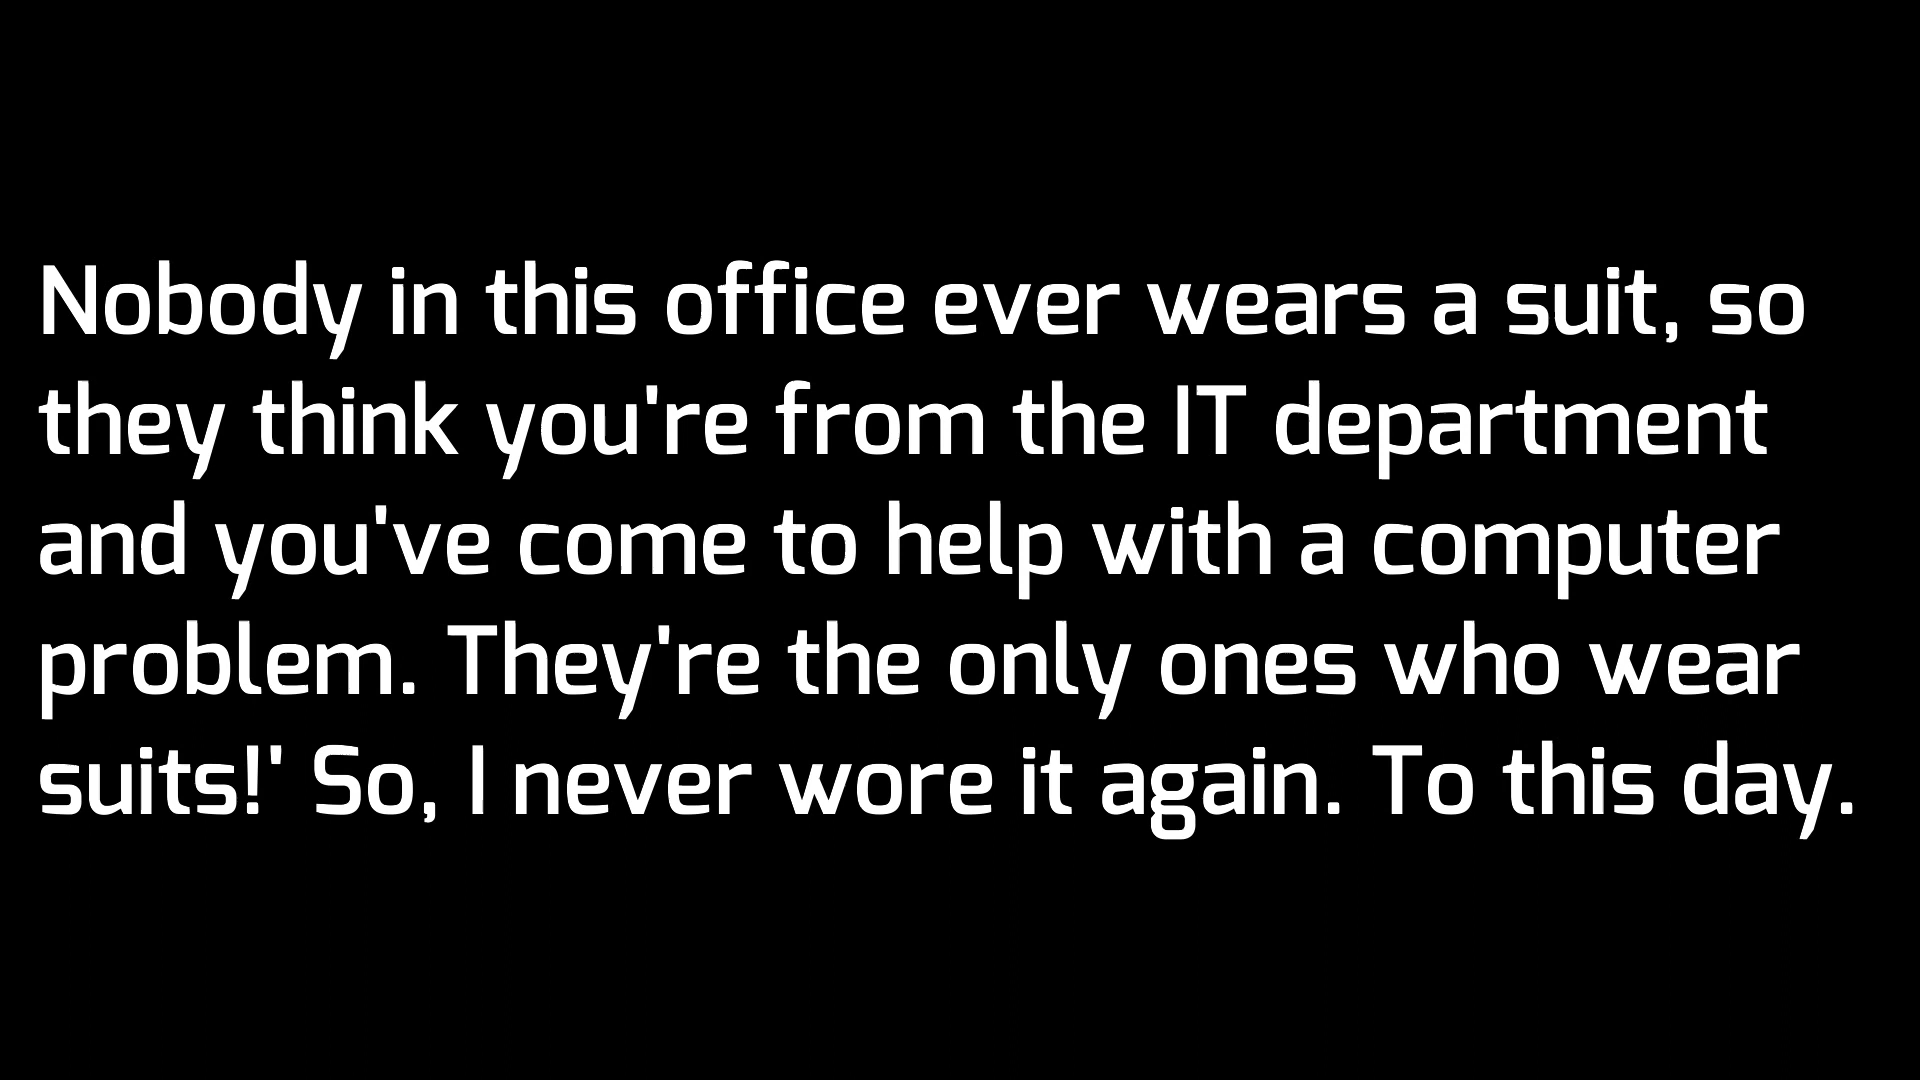 Nobody in this office ever wears a suit, so
they think you're from the IT department
and you've come to help with a computer
problem. They're the only ones who wear
suits!' So, I never wore it again. To this day.